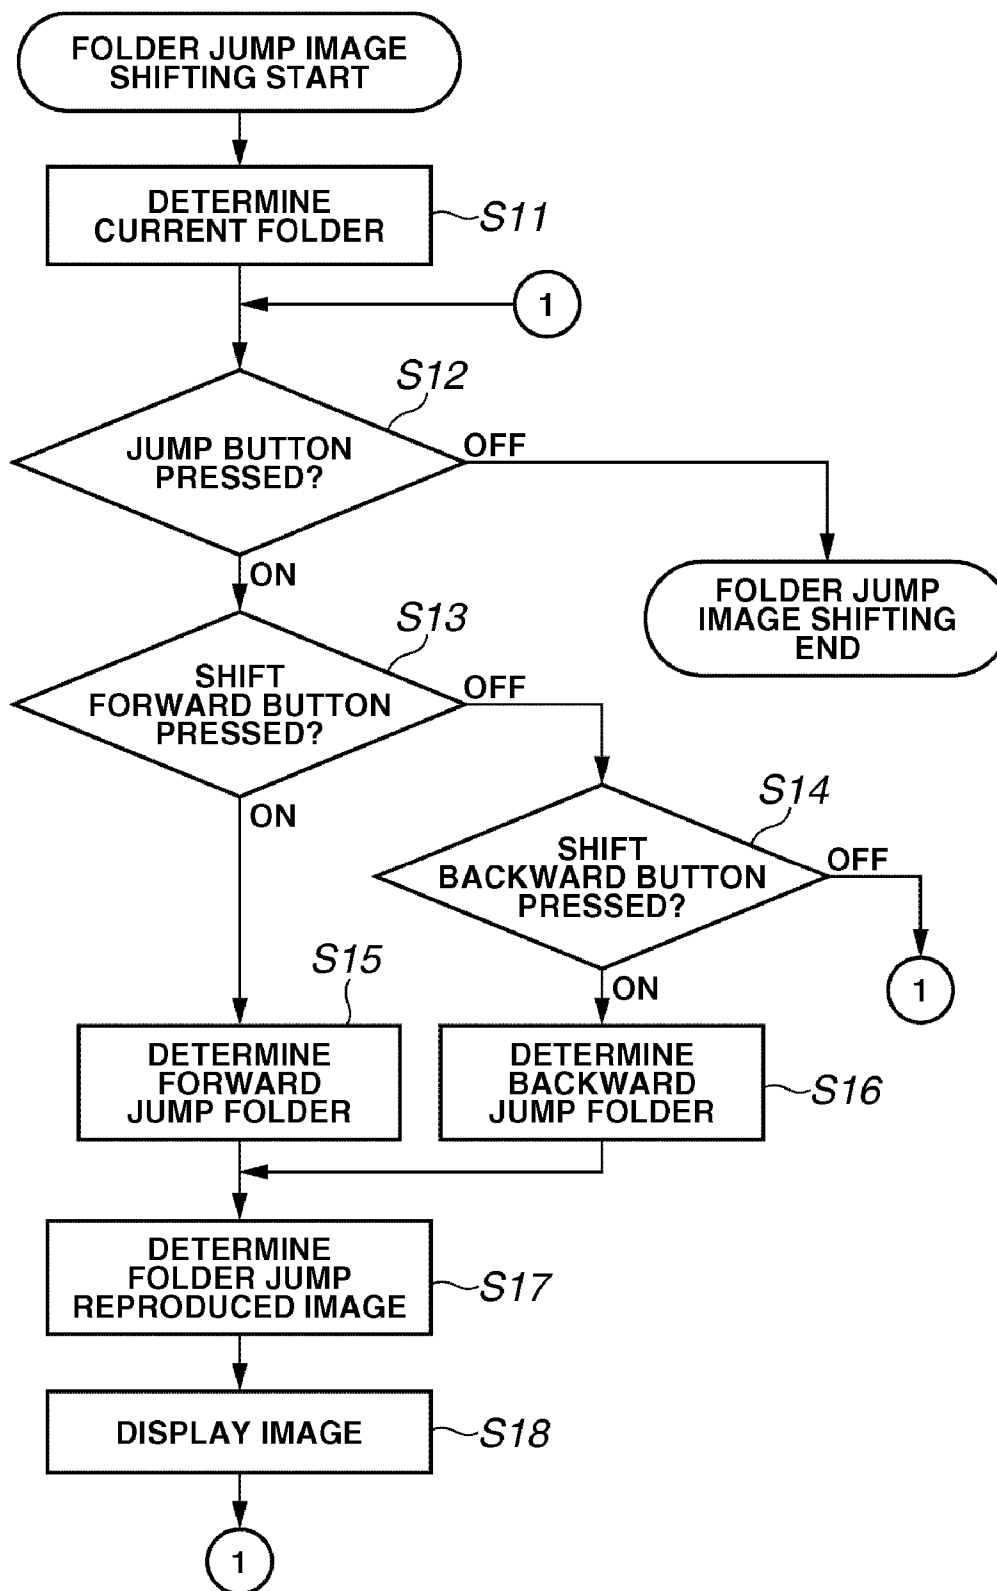 FOLDER JUMP IMAGE
SHIFTING START
DETERMINE
CURRENT FOLDER
S11
1
S12
JUMP BUTTON
PRESSED?
OFF
ON
FOLDER JUMP
IMAGE SHIFTING
END
S13
SHIFT
FORWARD BUTTON
PRESSED?
OFF
ON
S14
SHIFT
BACKWARD BUTTON
PRESSED?
OFF
ON
1
S15
DETERMINE
FORWARD
JUMP FOLDER
DETERMINE
BACKWARD
JUMP FOLDER
S16
DETERMINE
FOLDER JUMP
REPRODUCED IMAGE
S17
DISPLAY IMAGE
S18
1